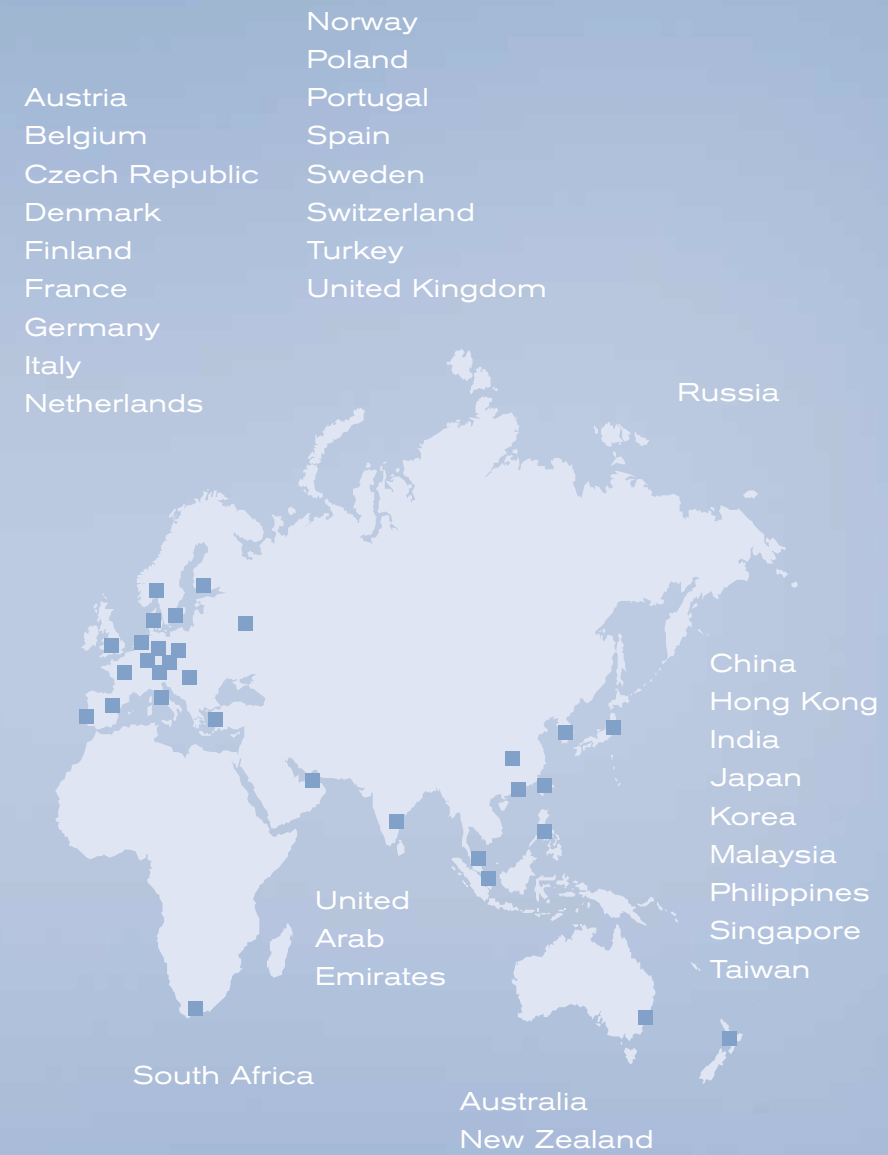 Austria
Belgium
Czech Republic
Denmark
Finland
France
Germany
Italy
Netherlands
Norway
Poland
Portugal
Spain
Sweden
Switzerland
Turkey
United Kingdom
Russia
China
Hong Kong
India
Japan
Korea
Malaysia
Philippines
Singapore
Taiwan
United
Arab
Emirates
South Africa
Australia
New Zealand